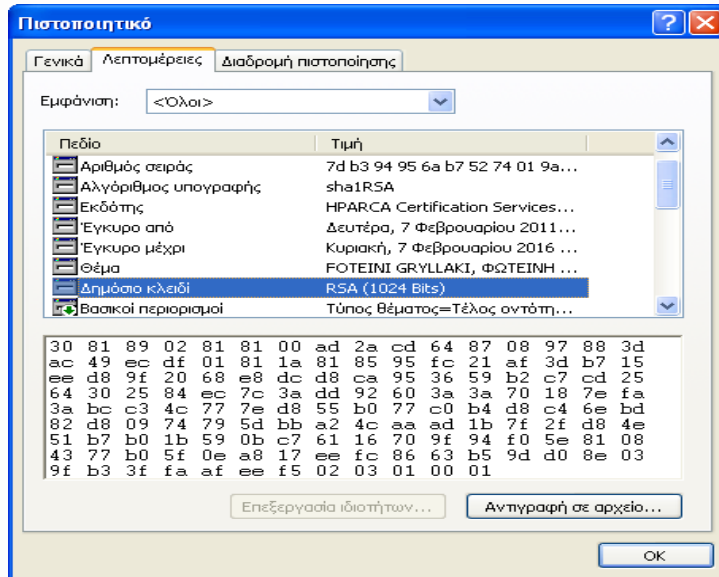 Πιστοποιητικό
Γενικά Λεπτομέρειες Διαδρομή πιστοποίησης
Εμφάνιση: <Όλοι>
Πεδίο Τιμή
Αριθμός σειράς 7d b3 94 95 6a b7 52 74 01 9a...
Αλγόριθμος υπογραφής sha1RSA
Εκδότης HPARCA Certification Services...
Έγκυρο από Δευτέρα, 7 Φεβρουαρίου 2011...
Έγκυρο μέχρι Κυριακή, 7 Φεβρουαρίου 2016 ...
Θέμα FOTEINI GRYLLAKI, ΦΩΤΕΙΝΗ ...
Δημόσιο κλειδί RSA (1024 Bits)
Βασικοί περιορισμοί Τύπος θέματος=Τέλος οντότη...
30 81 89 02 81 81 00 ad 2a cd 64 87 08 97 88 3d
ac 49 ec df 01 81 1a 81 85 95 fc 21 af 3d b7 15
ee d8 9f 20 68 e8 dc d8 ca 95 36 59 b2 c7 cd 25
64 30 25 84 ec 7c 3a dd 92 60 3a 3a 70 18 7e fa
3a bc c3 4c 77 7e d8 55 b0 77 c0 b4 d8 c4 6e bd
82 d8 09 74 79 5d bb a2 4c aa ad 1b 7f 2f d8 4e
51 b7 b0 1b 59 0b c7 61 16 70 9f 94 f0 5e 81 08
43 77 b0 5f 0e a8 17 ee fc 86 63 b5 9d d0 8e 03
9f b3 3f fa af ee f5 02 03 01 00 01
Επεξεργασία ιδιοτήτων... Αντιγραφή σε αρχείο...
OK